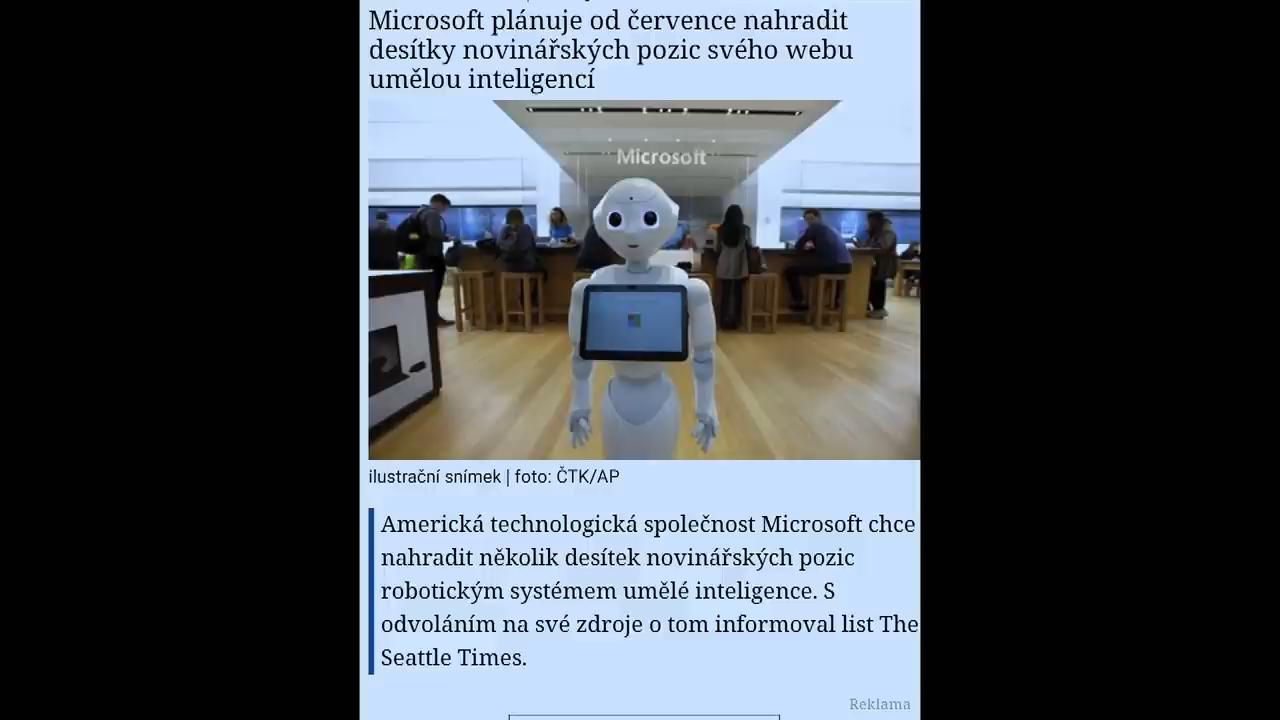 Microsoft plánuje od července nahradit
desítky novinářských pozic svého webu
umělou inteligencí
Microsoft
ilustrační snímek | foto: ČTK/AP
Americká technologická společnost Microsoft chce
nahradit několik desítek novinářských pozic
robotickým systémem umělé inteligence. S
odvoláním na své zdroje o tom informoval list The
Seattle Times.
Reklama